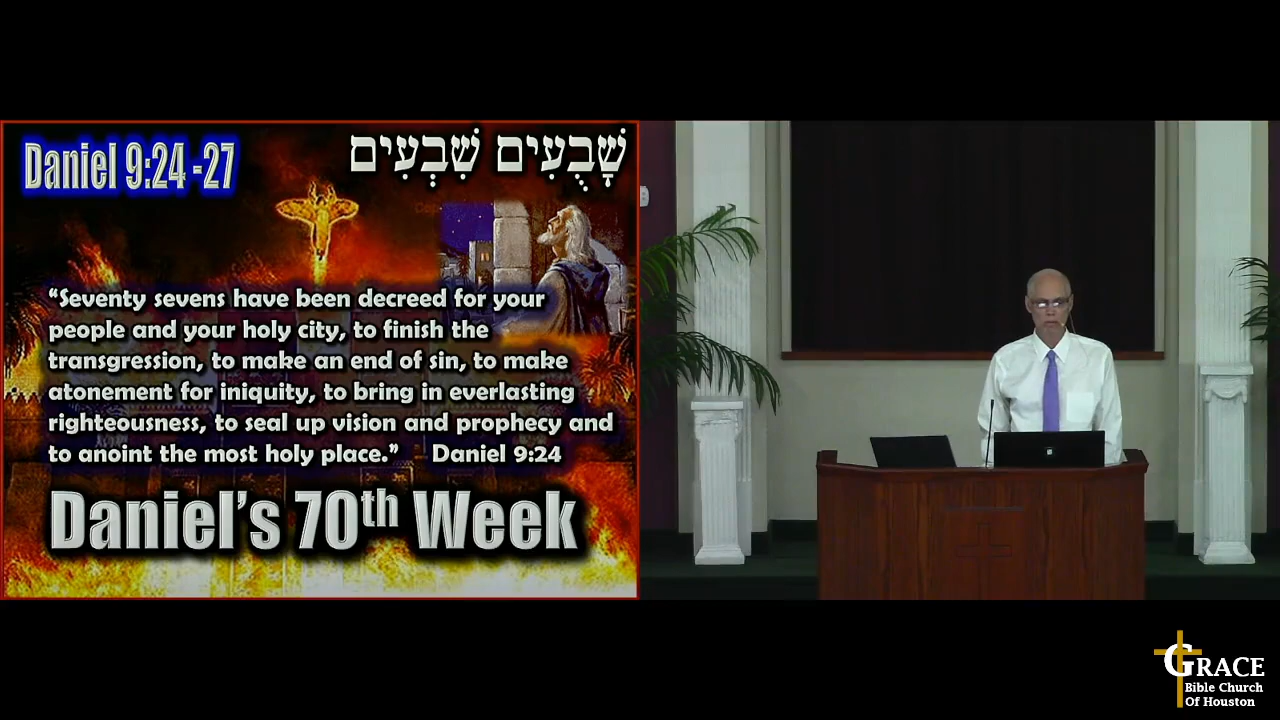 Daniel 9:24-27
שָׁבֻעִים שִׁבְעִים
“Seventy sevens have been decreed for your
people and your holy city, to finish the
transgression, to make an end of sin, to make
atonement for iniquity, to bring in everlasting
righteousness, to seal up vision and prophecy and
to anoint the most holy place.” Daniel 9:24
Daniel’s 70th Week
GRACE
Bible Church
Of Houston